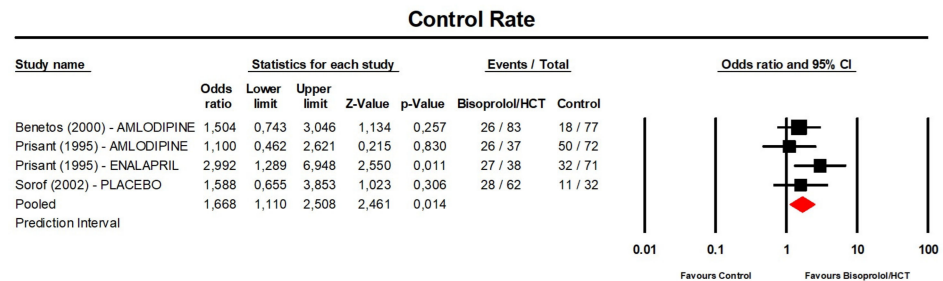 Control Rate
Study name Statistics for each study Events / Total Odds ratio and 95% CI
Odds ratio Lower limit Upper limit Z-Value p-Value Bisoprolol/HCT Control
Benetos (2000) - AMLODIPINE 1,504 0,743 3,046 1,134 0,257 26 / 83 18 / 77
Prisant (1995) - AMLODIPINE 1,100 0,462 2,621 0,215 0,830 26 / 37 50 / 72
Prisant (1995) - ENALAPRIL 2,992 1,289 6,948 2,550 0,011 27 / 38 32 / 71
Sorof (2002) - PLACEBO 1,588 0,655 3,853 1,023 0,306 28 / 62 11 / 32
Pooled 1,668 1,110 2,508 2,461 0,014
Prediction Interval
0.01 0.1 1 10 100
Favours Control Favours Bisoprolol/HCT